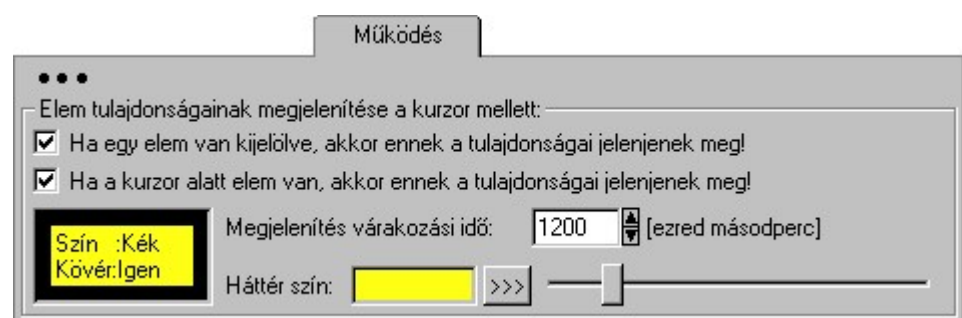 Működés
•••
Elem tulajdonságainak megjelenítése a kurzor mellett:
Ha egy elem van kijelölve, akkor ennek a tulajdonságai jelenjenek meg!
Ha a kurzor alatt elem van, akkor ennek a tulajdonságai jelenjenek meg!
Szín :Kék
Kövér:Igen
Megjelenítés várakozási idő: 1200 [ezred másodperc]
Háttér szín: >>>